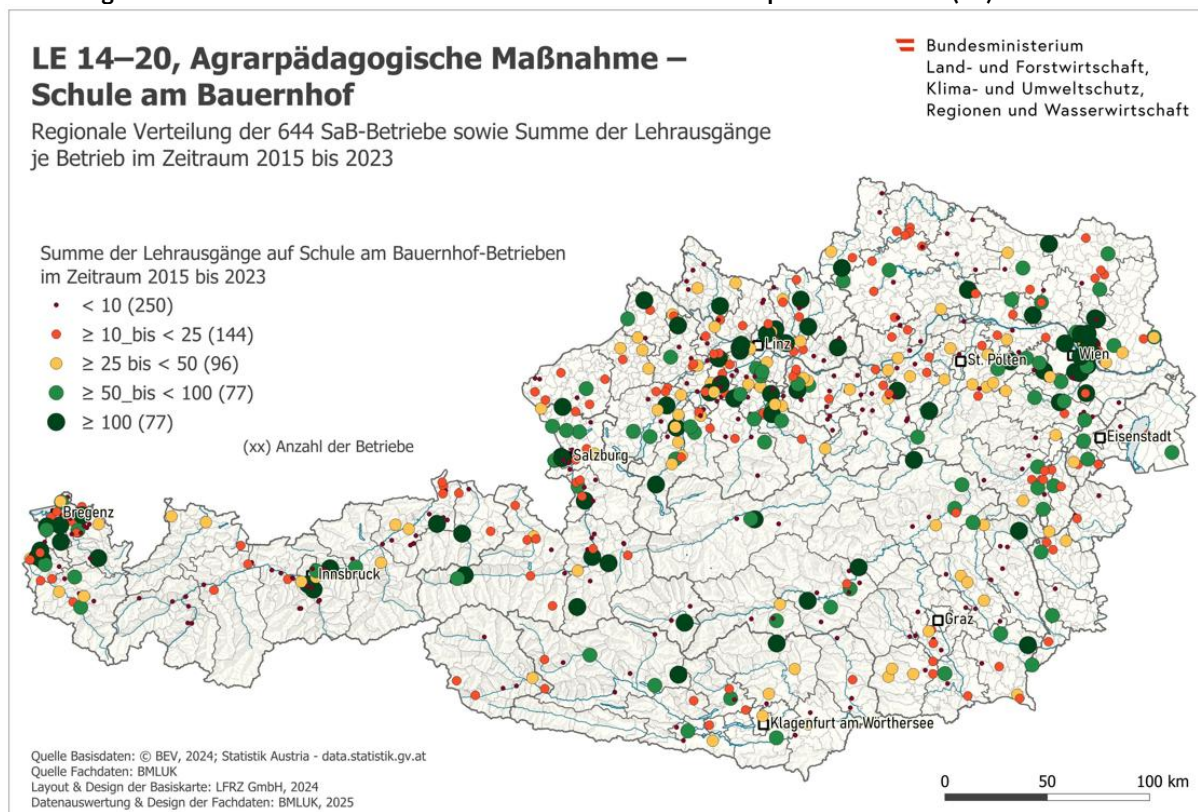 LE 14–20, Agrarpädagogische Maßnahme –
Schule am Bauernhof
Regionale Verteilung der 644 SaB-Betriebe sowie Summe der Lehrausgänge
je Betrieb im Zeitraum 2015 bis 2023
Bundesministerium
Land- und Forstwirtschaft,
Klima- und Umweltschutz,
Regionen und Wasserwirtschaft
Summe der Lehrausgänge auf Schule am Bauernhof-Betrieben
im Zeitraum 2015 bis 2023
< 10 (250)
≥ 10_bis < 25 (144)
≥ 25 bis < 50 (96)
≥ 50_bis < 100 (77)
≥ 100 (77)
(xx) Anzahl der Betriebe
Linz
St. Pölten
Wien
Eisenstadt
Salzburg
Bregenz
Innsbruck
Graz
Klagenfurt am Wörthersee
Quelle Basisdaten: © BEV, 2024; Statistik Austria - data.statistik.gv.at
Quelle Fachdaten: BMLUK
Layout & Design der Basiskarte: LFRZ GmbH, 2024
Datenauswertung & Design der Fachdaten: BMLUK, 2025
0 50 100 km